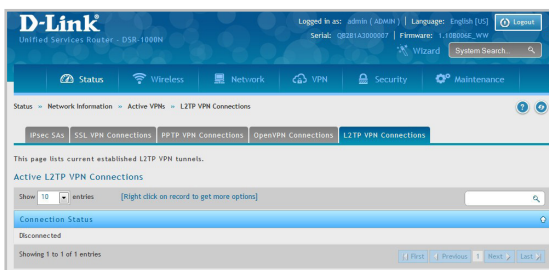 D-Link
Unified Services Router - DSR-1000N
Logged in as: admin ( ADMIN ) | Language: English [US] Logout
Serial: QB281A3000007 | Firmware: 1.10B06E_WW
Wizard System Search...
Status Wireless Network VPN Security Maintenance
Status » Network Information » Active VPNs » L2TP VPN Connections
IPsec SAs SSL VPN Connections PPTP VPN Connections OpenVPN Connections L2TP VPN Connections
This page lists current established L2TP VPN tunnels.
Active L2TP VPN Connections
Show 10 entries [Right click on record to get more options]
Connection Status
Disconnected
Showing 1 to 1 of 1 entries First Previous 1 Next Last